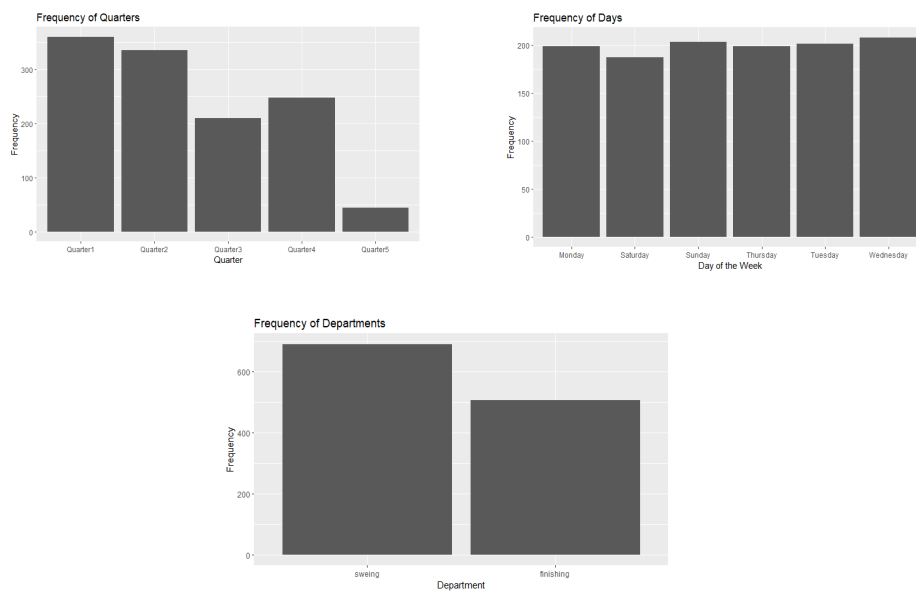 Frequency of Quarters
Frequency
300
200
100
0
Quarter1 Quarter2 Quarter3 Quarter4 Quarter5
Quarter
Frequency of Days
Frequency
200
150
100
50
0
Monday Saturday Sunday Thursday Tuesday Wednesday
Day of the Week
Frequency of Departments
Frequency
600
400
200
0
sweing finishing
Department